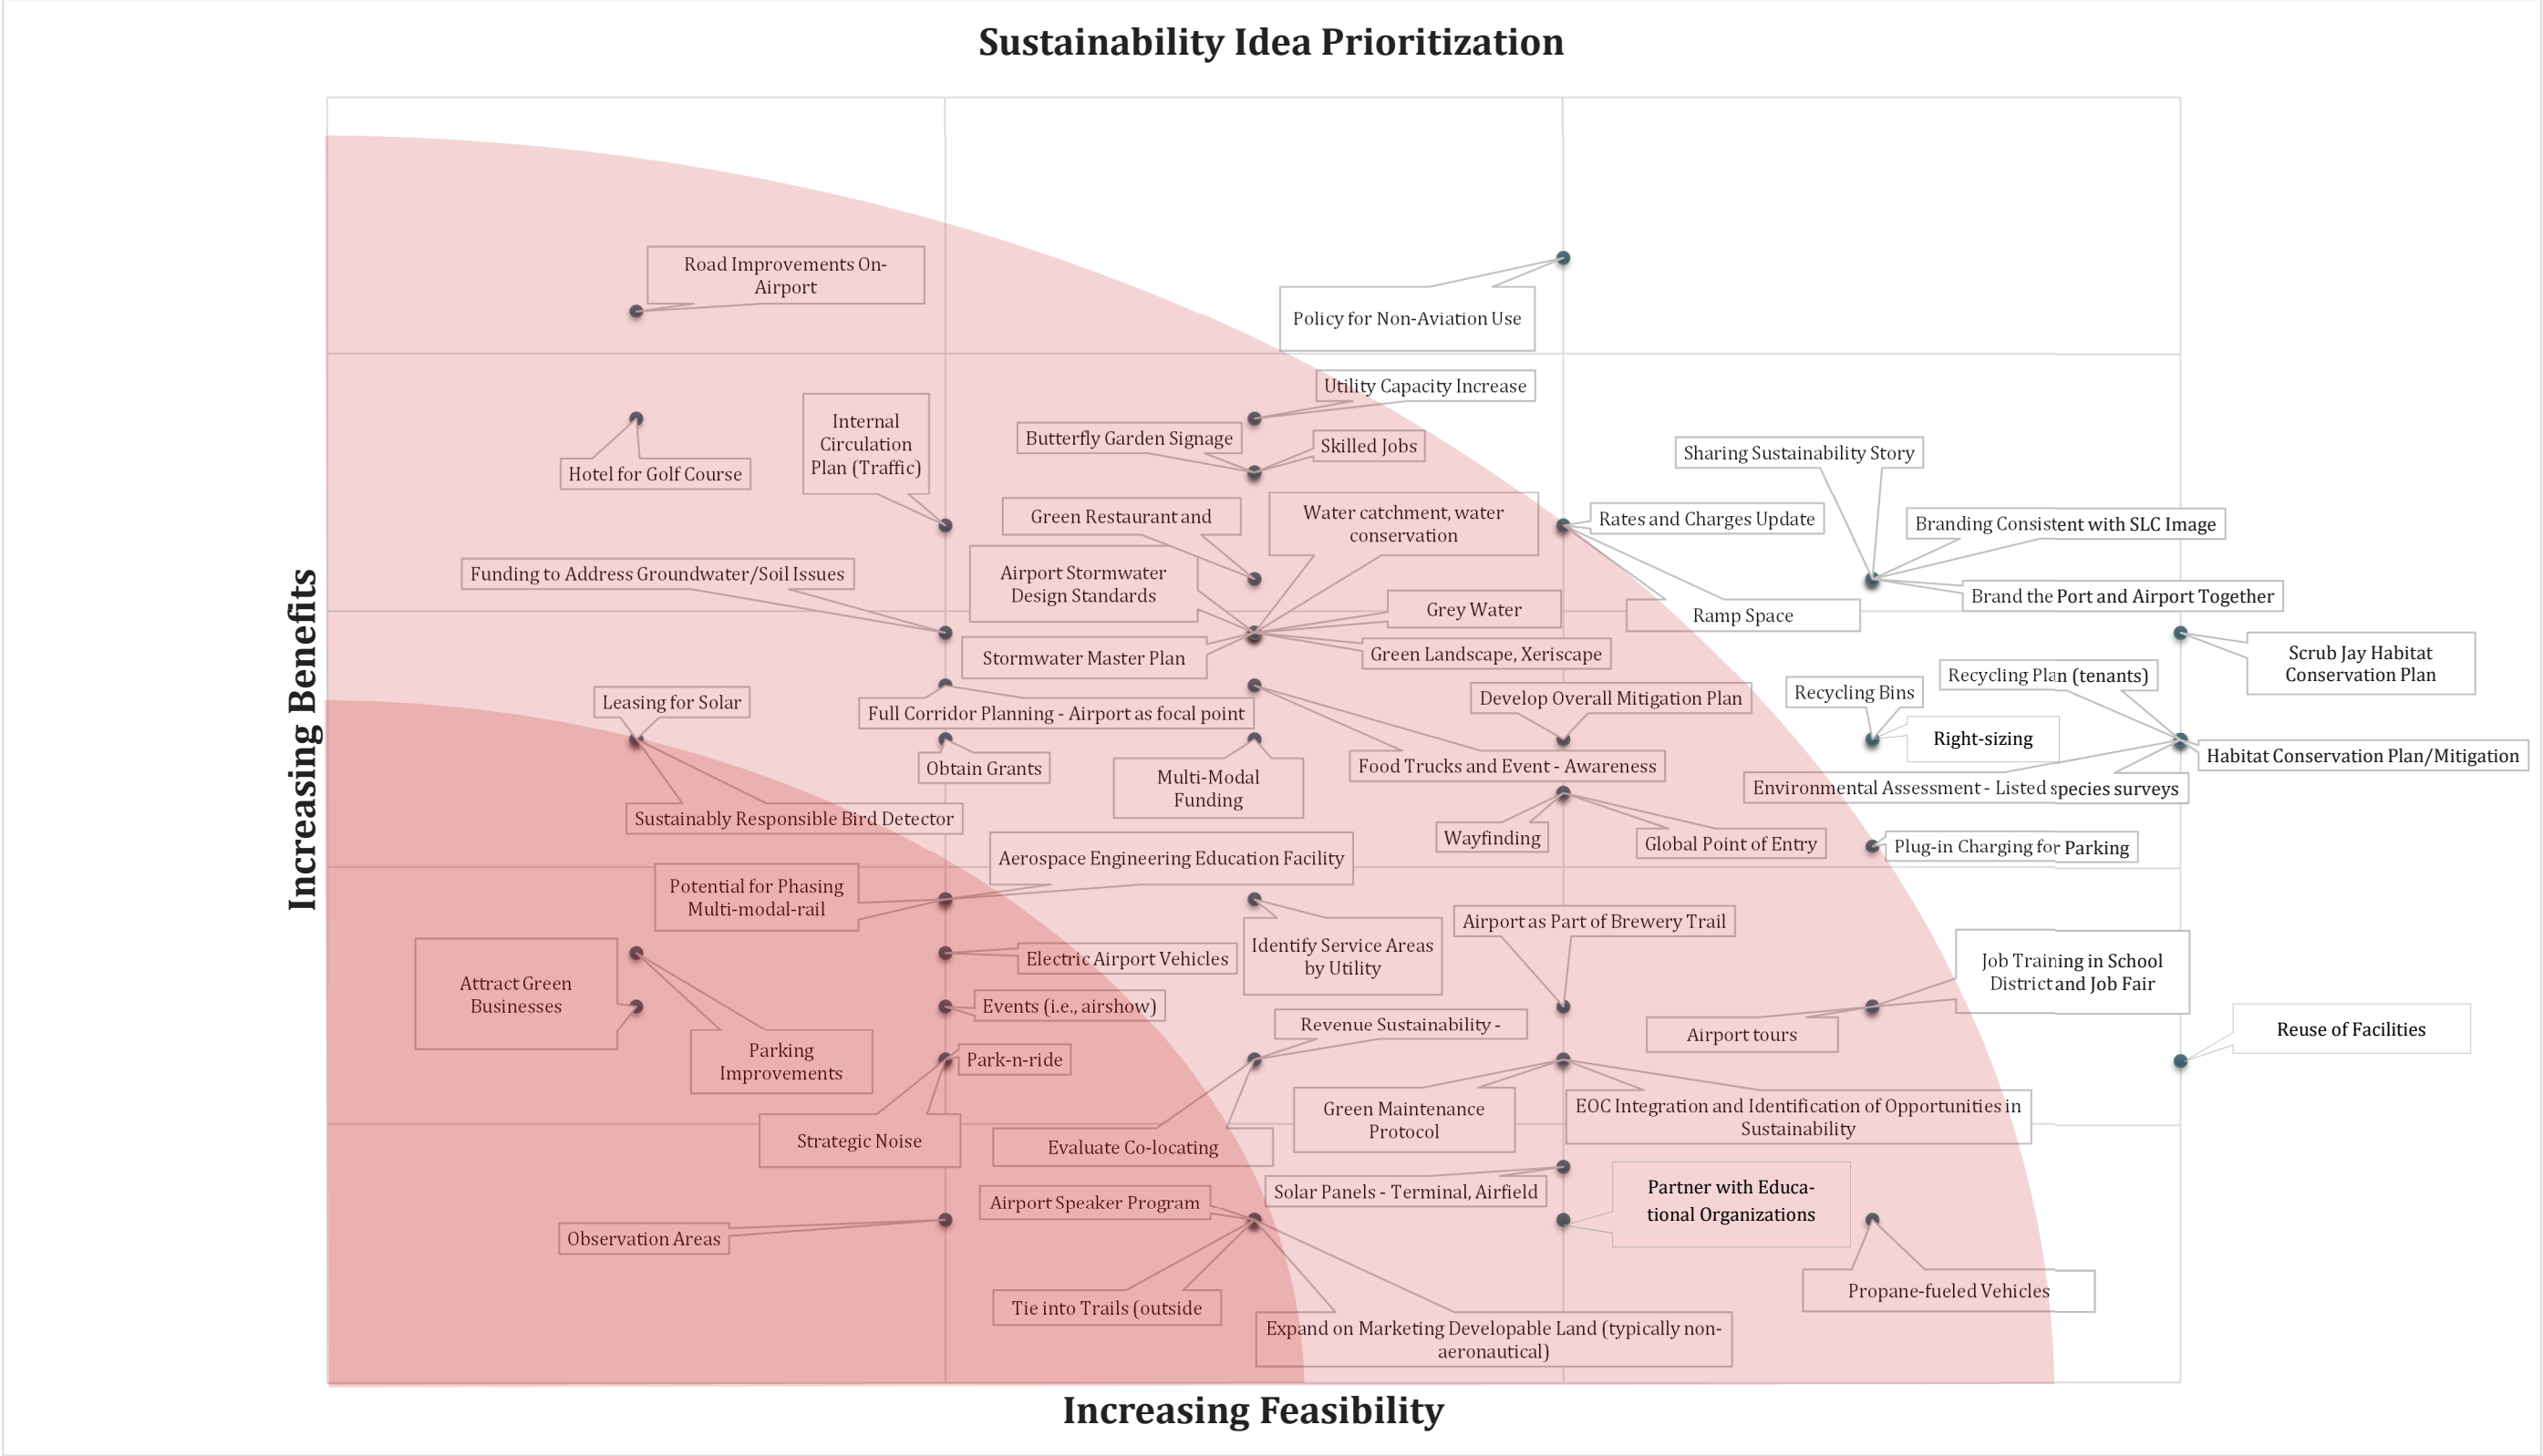 Sustainability Idea Prioritization
Road Improvements On-
Airport
Policy for Non-Aviation Use
Utility Capacity Increase
Internal
Circulation
Plan (Traffic)
Butterfly Garden Signage
Skilled Jobs
Hotel for Golf Course
Sharing Sustainability Story
Green Restaurant and
Water catchment, water
conservation
Rates and Charges Update
Branding Consistent with SLC Image
Funding to Address Groundwater/Soil Issues
Airport Stormwater
Design Standards
Brand the Port and Airport Together
Grey Water
Ramp Space
Stormwater Master Plan
Green Landscape, Xeriscape
Scrub Jay Habitat
Conservation Plan
Recycling Plan (tenants)
Leasing for Solar
Full Corridor Planning - Airport as focal point
Develop Overall Mitigation Plan
Recycling Bins
Right-sizing
Habitat Conservation Plan/Mitigation
Obtain Grants
Multi-Modal
Funding
Food Trucks and Event - Awareness
Environmental Assessment - Listed species surveys
Sustainably Responsible Bird Detector
Wayfinding
Global Point of Entry
Plug-in Charging for Parking
Aerospace Engineering Education Facility
Potential for Phasing
Multi-modal-rail
Airport as Part of Brewery Trail
Identify Service Areas
by Utility
Electric Airport Vehicles
Job Training in School
District and Job Fair
Attract Green
Businesses
Events (i.e., airshow)
Revenue Sustainability -
Airport tours
Reuse of Facilities
Parking
Improvements
Park-n-ride
Strategic Noise
Evaluate Co-locating
Green Maintenance
Protocol
EOC Integration and Identification of Opportunities in
Sustainability
Solar Panels - Terminal, Airfield
Partner with Educa-
tional Organizations
Airport Speaker Program
Observation Areas
Tie into Trails (outside
Expand on Marketing Developable Land (typically non-
aeronautical)
Propane-fueled Vehicles
Increasing Benefits
Increasing Feasibility